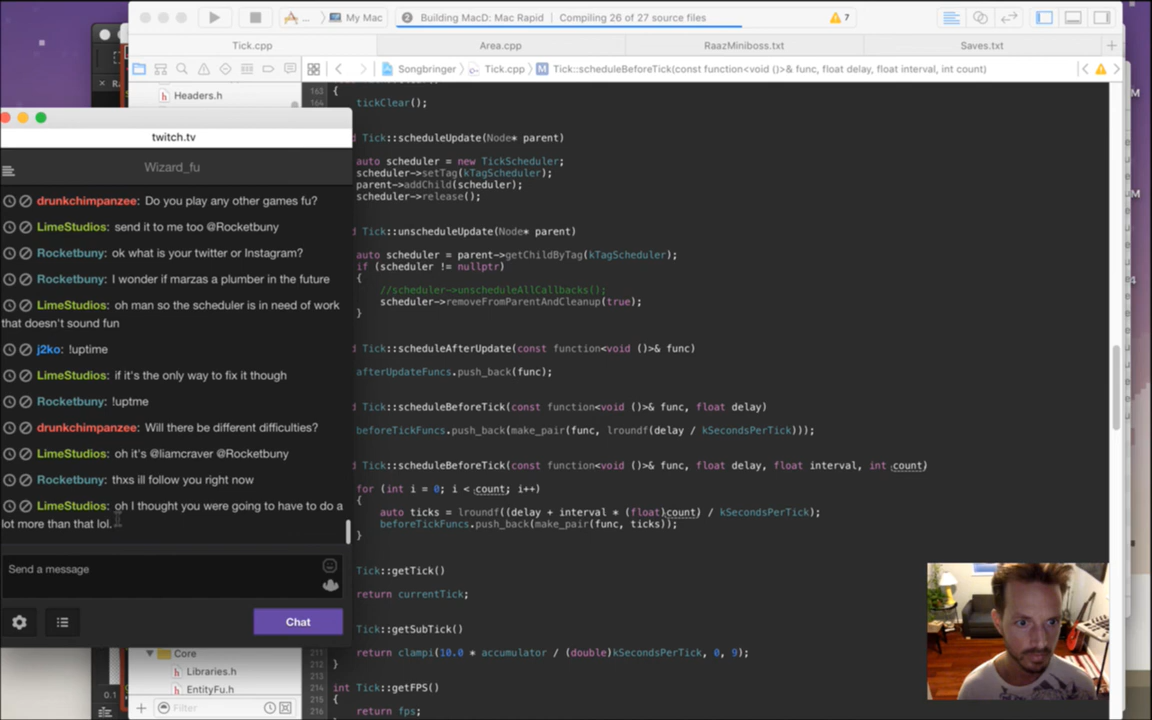 ... My Mac
2 Building MacD: Mac Rapid Compiling 26 of 27 source files
7
Tick.cpp
Area.cpp
RaazMiniboss.txt
Saves.txt
Songbringer Tick.cpp M Tick::scheduleBeforeTick(const function<void ()>& func, float delay, float interval, int count)
h Headers.h
twitch.tv
Wizard_fu
drunkchimpanzee: Do you play any other games fu?
LimeStudios: send it to me too @Rocketbuny
Rocketbuny: ok what is your twitter or Instagram?
Rocketbuny: I wonder if marzas a plumber in the future
LimeStudios: oh man so the scheduler is in need of work
that doesn't sound fun
j2ko: !uptime
LimeStudios: if it's the only way to fix it though
Rocketbuny: !uptme
drunkchimpanzee: Will there be different difficulties?
LimeStudios: oh it's @liamcraver @Rocketbuny
Rocketbuny: thxs ill follow you right now
LimeStudios: oh I thought you were going to have to do a
lot more than that lol.
Send a message
Chat
Core
h Libraries.h
h EntityFu.h
Filter
0.1
163 {
164 tickClear();
d Tick::scheduleUpdate(Node* parent)
auto scheduler = new TickScheduler;
scheduler->setTag(kTagScheduler);
parent->addChild(scheduler);
scheduler->release();
d Tick::unscheduleUpdate(Node* parent)
auto scheduler = parent->getChildByTag(kTagScheduler);
if (scheduler != nullptr)
{
//scheduler->unscheduleAllCallbacks();
scheduler->removeFromParentAndCleanup(true);
}
d Tick::scheduleAfterUpdate(const function<void ()>& func)
afterUpdateFuncs.push_back(func);
d Tick::scheduleBeforeTick(const function<void ()>& func, float delay)
beforeTickFuncs.push_back(make_pair(func, lroundf(delay / kSecondsPerTick)));
d Tick::scheduleBeforeTick(const function<void ()>& func, float delay, float interval, int count)
for (int i = 0; i < count; i++)
{
auto ticks = lroundf((delay + interval * (float)count) / kSecondsPerTick);
beforeTickFuncs.push_back(make_pair(func, ticks));
}
Tick::getTick()
return currentTick;
Tick::getSubTick()
211 return clampi(10.0 * accumulator / (double)kSecondsPerTick, 0, 9);
212 }
214 int Tick::getFPS()
215 {
216 return fps;